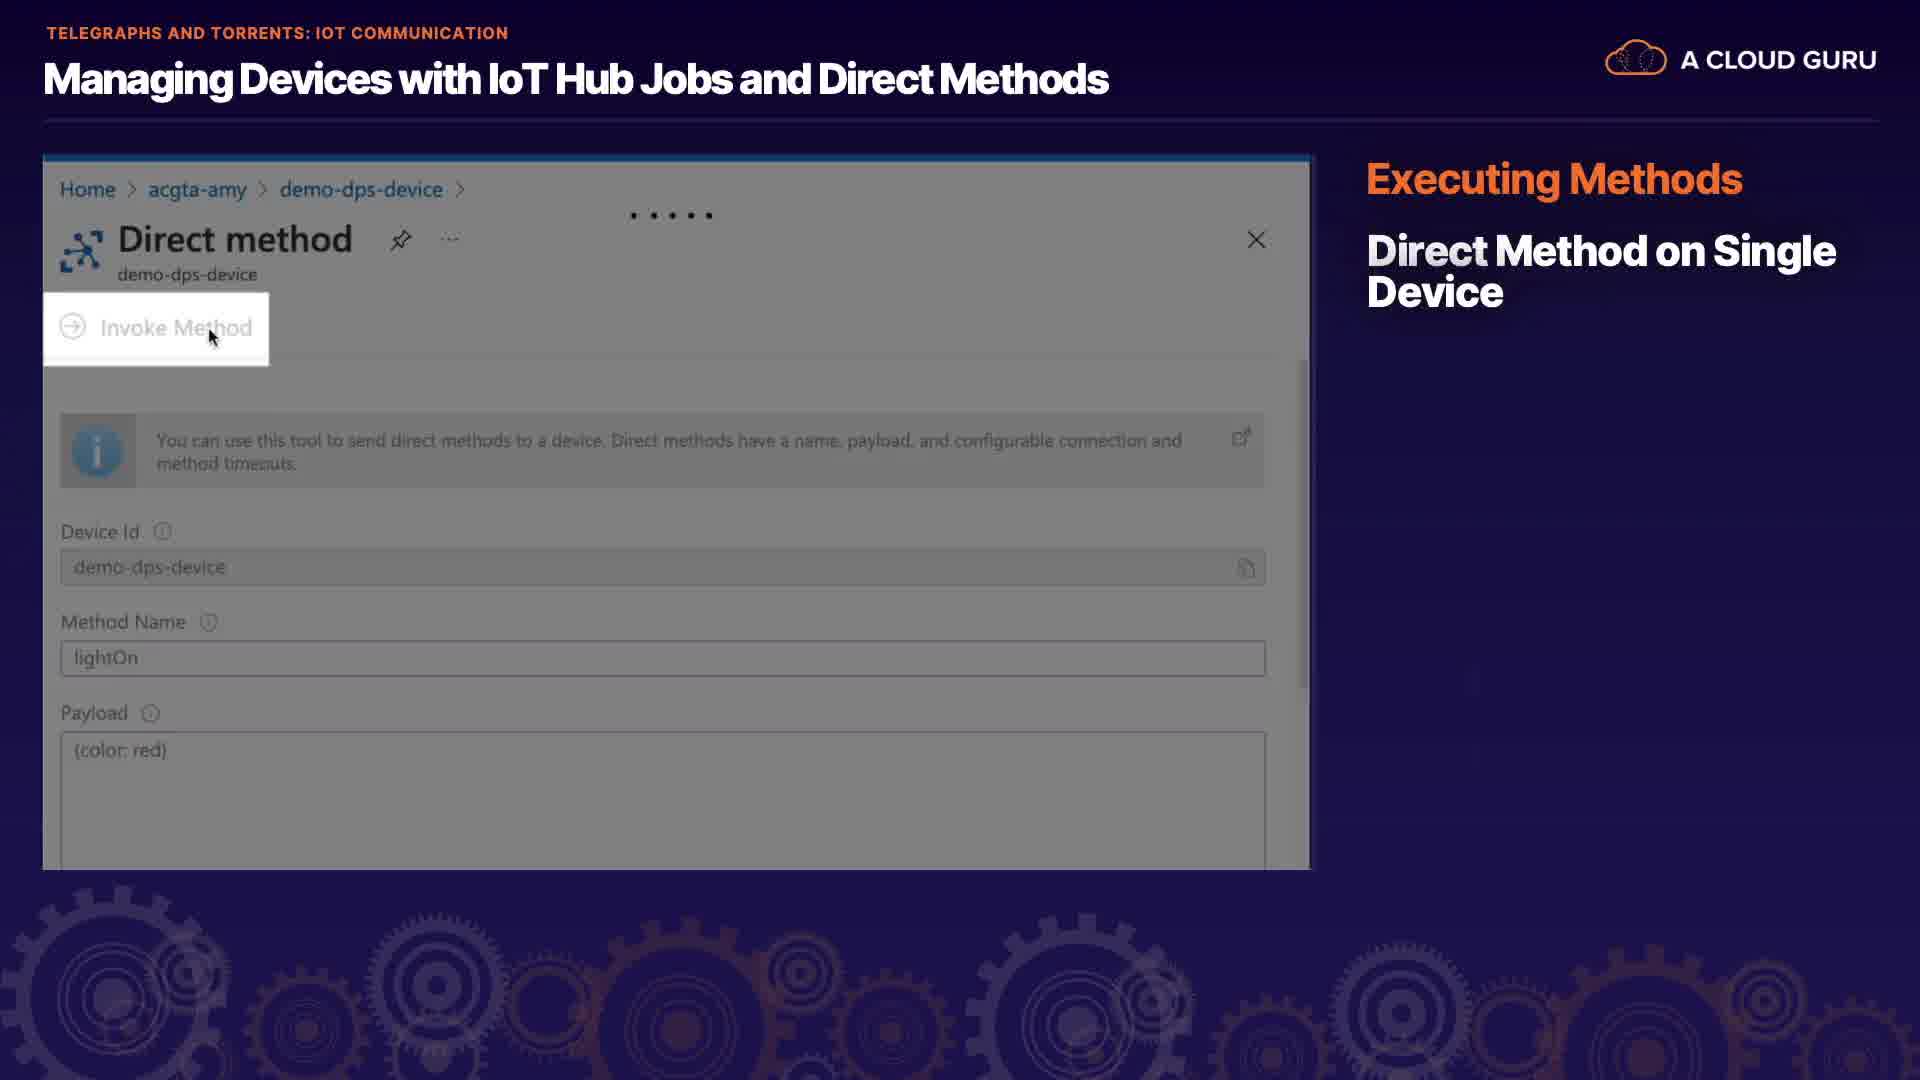 TELEGRAPHS AND TORRENTS: IOT COMMUNICATION
Managing Devices with IoT Hub Jobs and Direct Methods
A CLOUD GURU
Home > acgta-amy > demo-dps-device >
Direct method
demo-dps-device
Invoke Method
You can use this tool to send direct methods to a device. Direct methods have a name, payload, and configurable connection and
method timeouts.
Device Id
demo-dps-device
Method Name
lightOn
Payload
{color: red}
Executing Methods
Direct Method on Single
Device